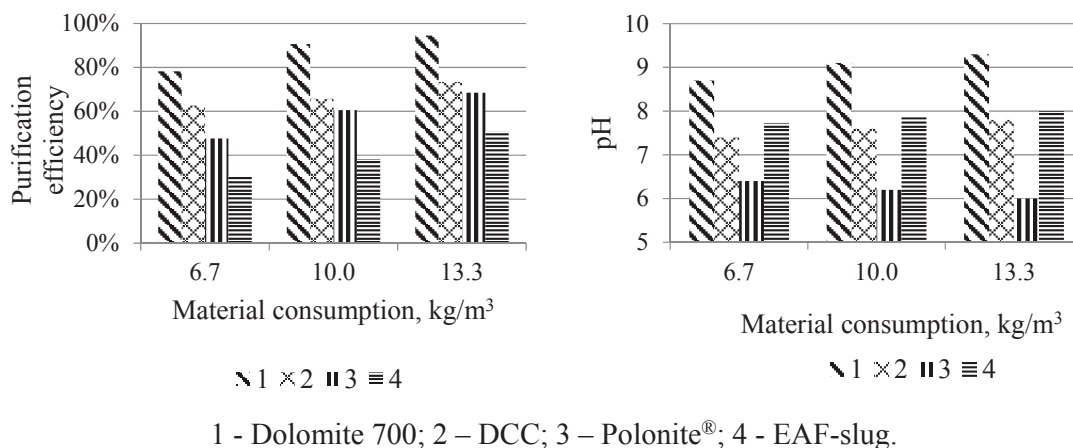 100%
80%
60%
40%
20%
0%
Purification
efficiency
6.7 10.0 13.3
Material consumption, kg/m³
1 2 3 4
10
9
8
7
6
5
pH
6.7 10.0 13.3
Material consumption, kg/m³
1 2 3 4
1 - Dolomite 700; 2 – DCC; 3 – Polonite®; 4 - EAF-slug.